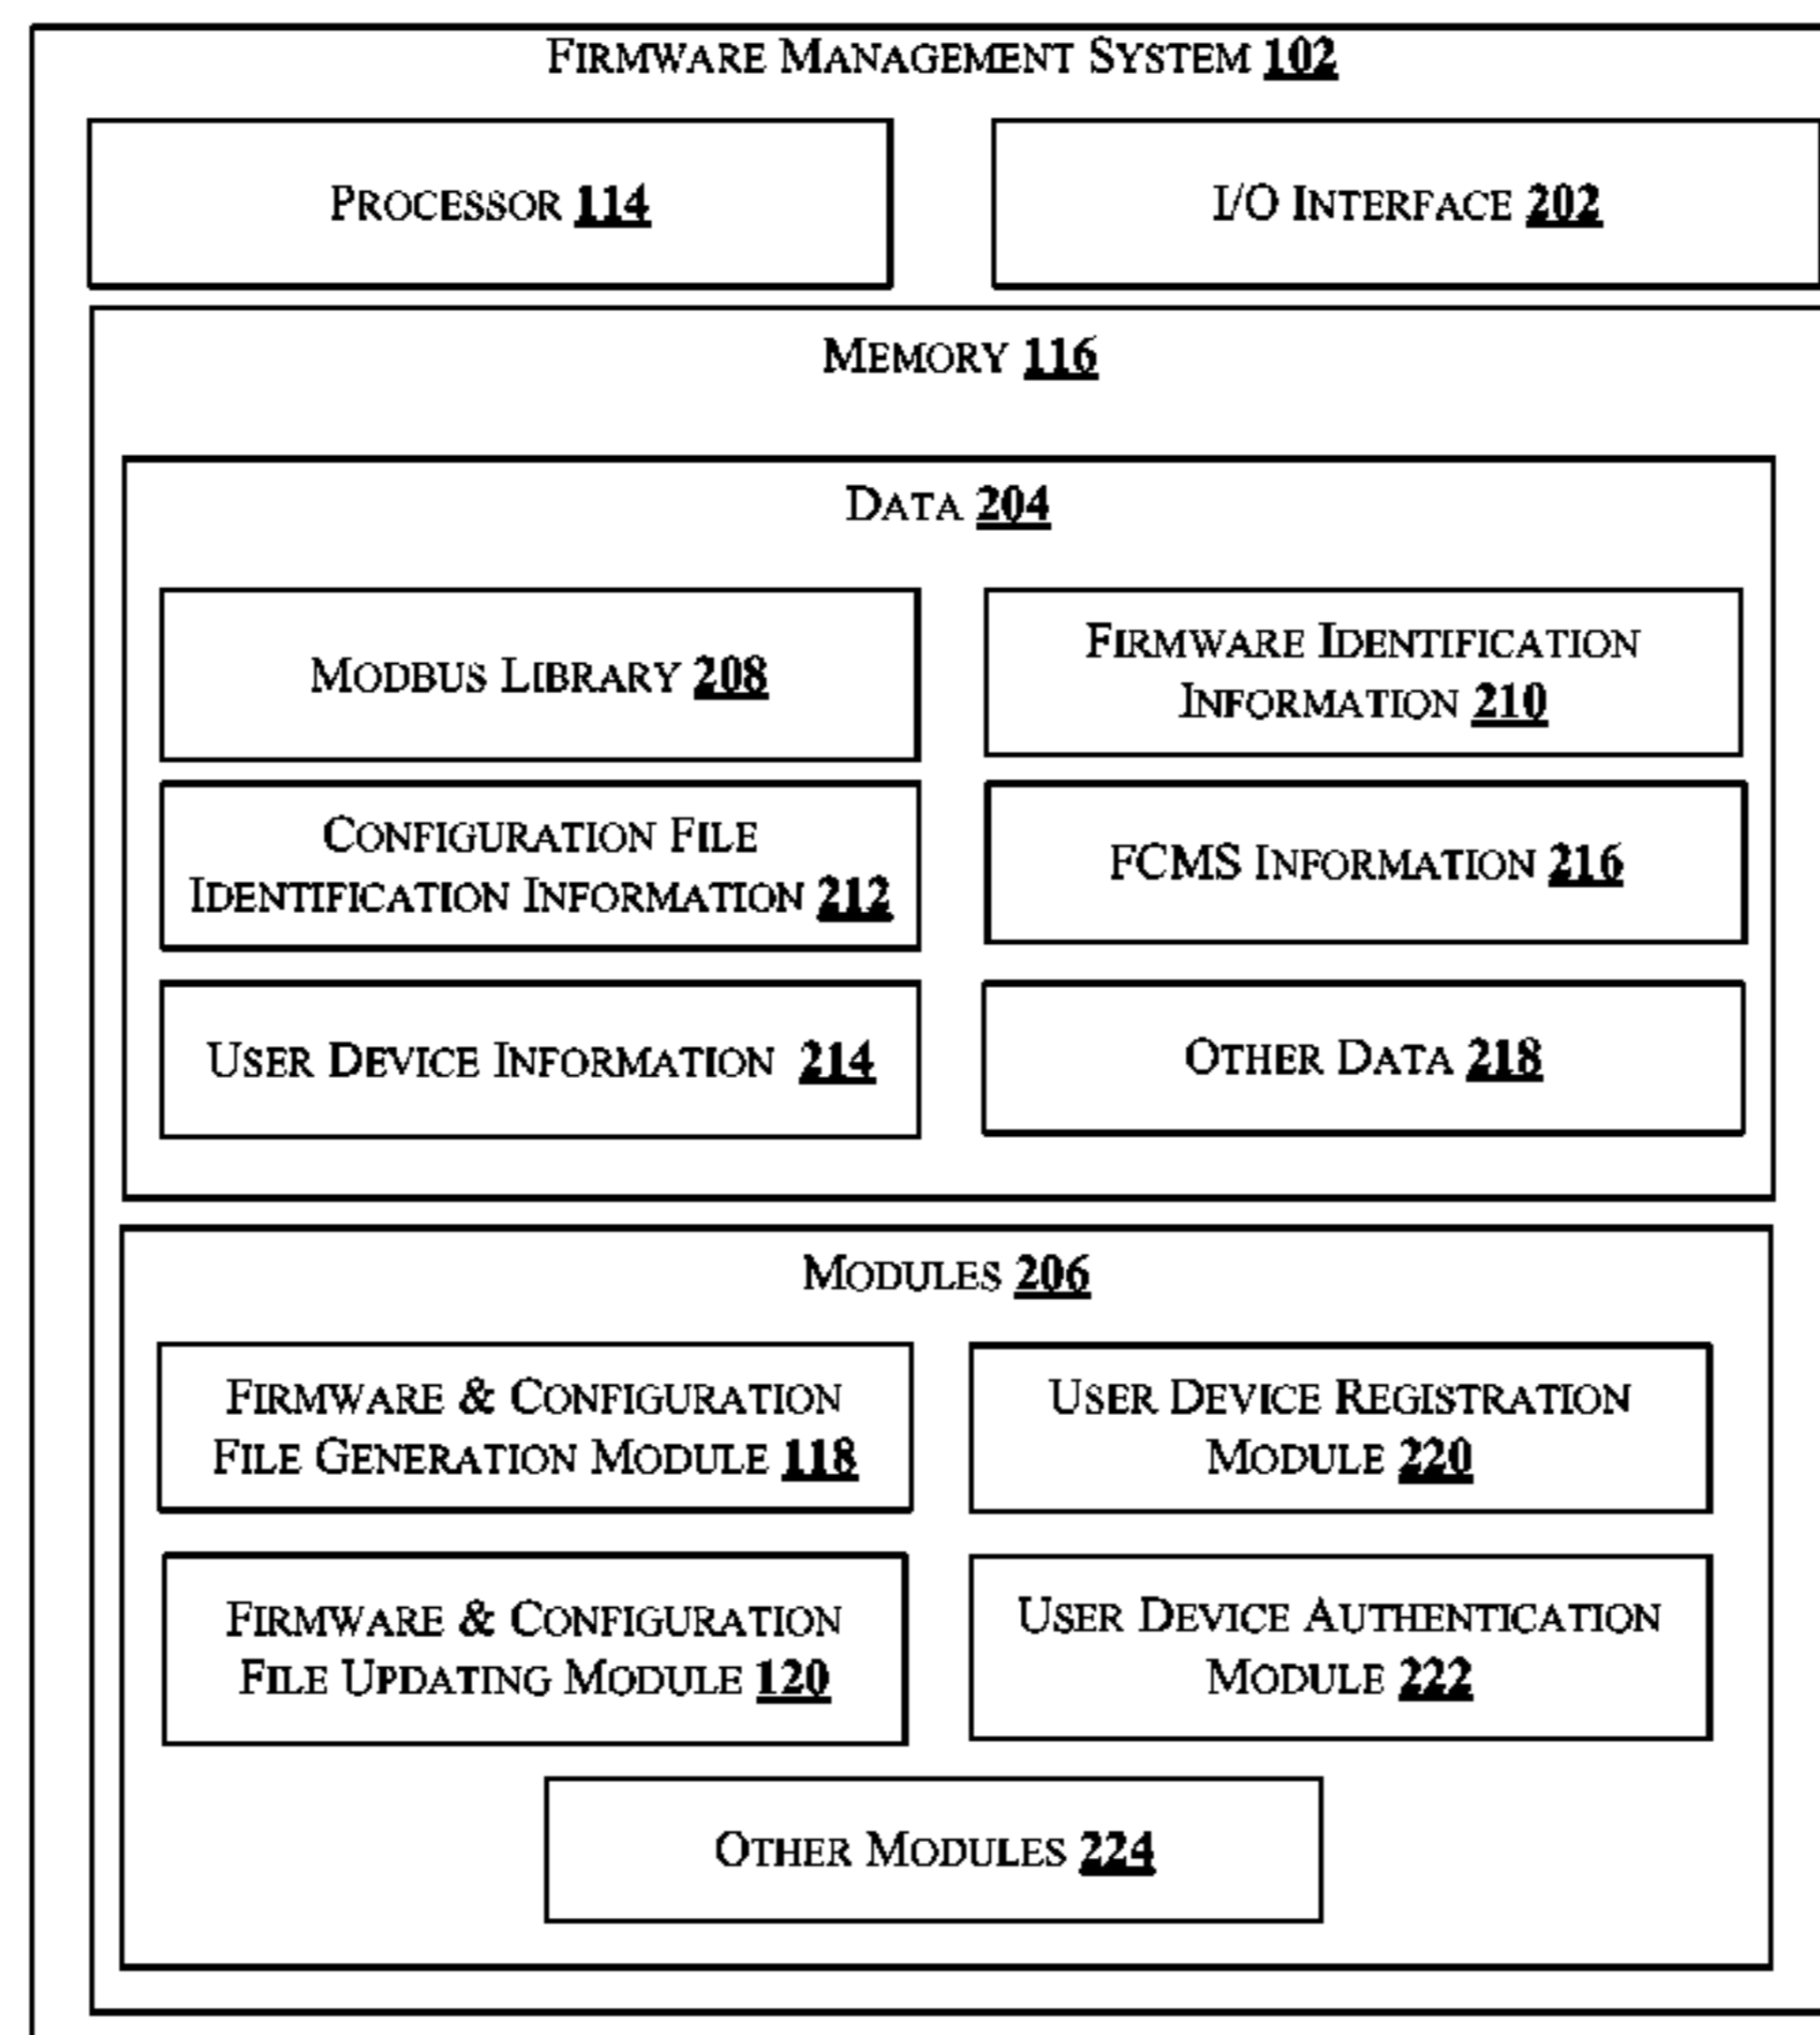 FIRMWARE MANAGEMENT SYSTEM 102
PROCESSOR 114
I/O INTERFACE 202
MEMORY 116
DATA 204
MODBUS LIBRARY 208
FIRMWARE IDENTIFICATION
INFORMATION 210
CONFIGURATION FILE
IDENTIFICATION INFORMATION 212
FCMS INFORMATION 216
USER DEVICE INFORMATION 214
OTHER DATA 218
MODULES 206
FIRMWARE & CONFIGURATION
FILE GENERATION MODULE 118
USER DEVICE REGISTRATION
MODULE 220
FIRMWARE & CONFIGURATION
FILE UPDATING MODULE 120
USER DEVICE AUTHENTICATION
MODULE 222
OTHER MODULES 224